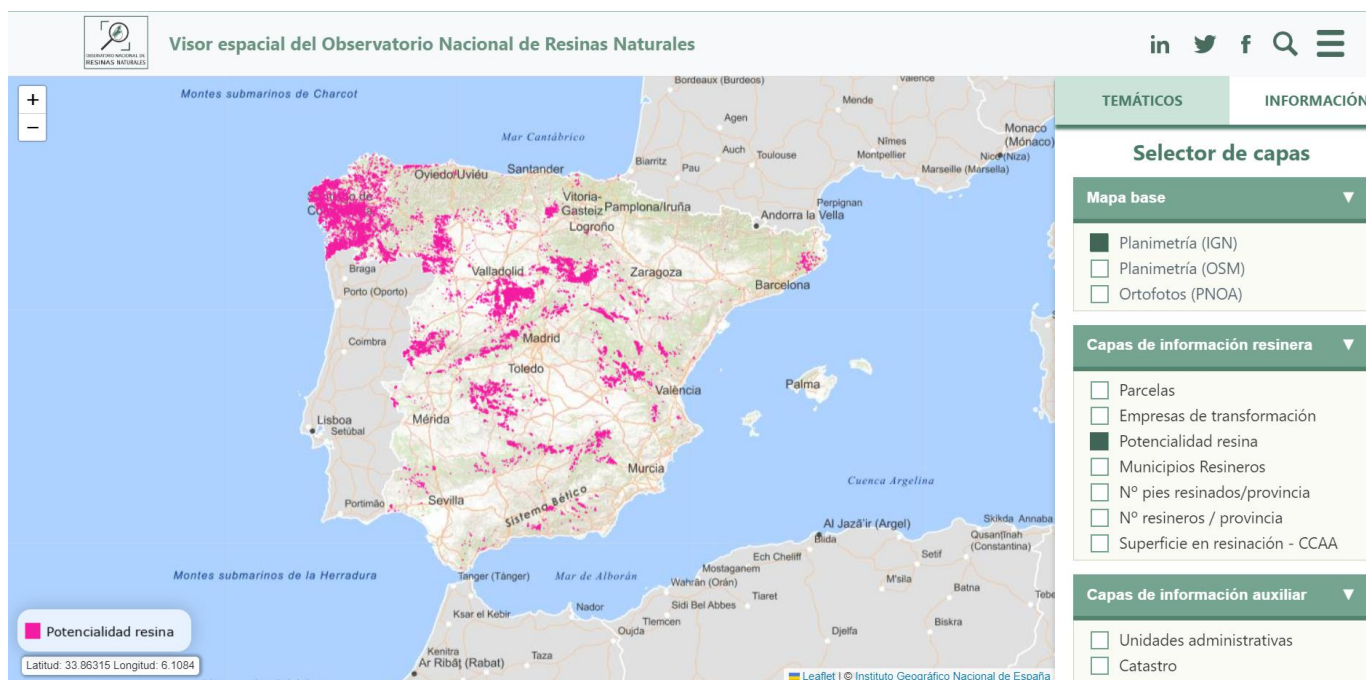 OBSERVATORIO NACIONAL DE
RESINAS NATURALES
Visor espacial del Observatorio Nacional de Resinas Naturales
in
f
+
−
Montes submarinos de Charcot
Mar Cantábrico
Bordeaux (Burdeos)
Valence
Mende
Agen
Nîmes
Monaco
(Mónaco)
Auch
Toulouse
Montpellier
Nice (Niza)
Biarritz
Pau
Marseille (Marsella)
Oviedo/Uviéu
Santander
Vitoria-
Gasteiz
Pamplona/Iruña
Logroño
Perpignan
Andorra la Vella
Braga
Valladolid
Zaragoza
Porto (Oporto)
Barcelona
Coimbra
Madrid
Toledo
València
Palma
Lisboa
Setúbal
Mérida
Murcia
Cuenca Argelina
Portimão
Sevilla
Sistema Bético
Al Jazā'ir (Argel)
Skikda
Annaba
Blida
Qusanţīnah
(Constantina)
Ech Cheliff
Setif
Montes submarinos de la Herradura
Tanger (Tánger)
Mar de Alborán
Mostaganem
Wahrān (Orán)
Tiaret
M'sila
Batna
Ksar el Kebir
Nador
Sidi Bel Abbes
Tlemcen
Oujda
Djelfa
Biskra
Kenitra
Ar Ribāţ (Rabat)
Taza
Potencialidad resina
Latitud: 33.86315 Longitud: 6.1084
Leaflet | © Instituto Geográfico Nacional de España
TEMÁTICOS
INFORMACIÓN
Selector de capas
Mapa base
Planimetría (IGN)
Planimetría (OSM)
Ortofotos (PNOA)
Capas de información resinera
Parcelas
Empresas de transformación
Potencialidad resina
Municipios Resineros
Nº pies resinados/provincia
Nº resineros / provincia
Superficie en resinación - CCAA
Capas de información auxiliar
Unidades administrativas
Catastro